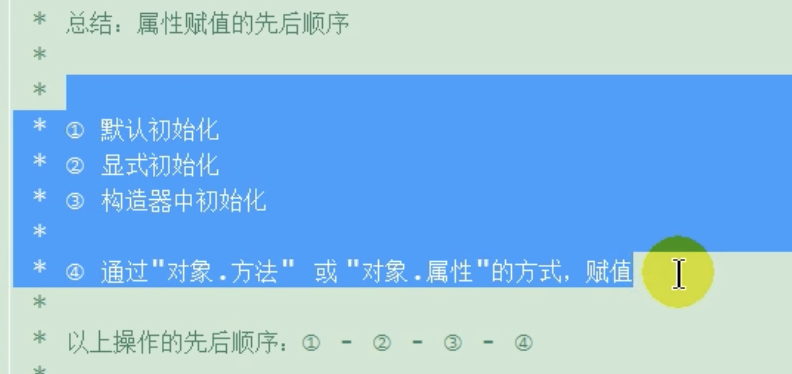 * 总结：属性赋值的先后顺序
*
*
* ① 默认初始化
* ② 显式初始化
* ③ 构造器中初始化
*
* ④ 通过"对象.方法" 或 "对象.属性"的方式，赋值
*
* 以上操作的先后顺序：① - ② - ③ - ④
*